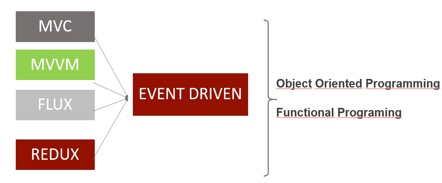 MVC
MVVM
FLUX
REDUX
EVENT DRIVEN
Object Oriented Programming
Functional Programing